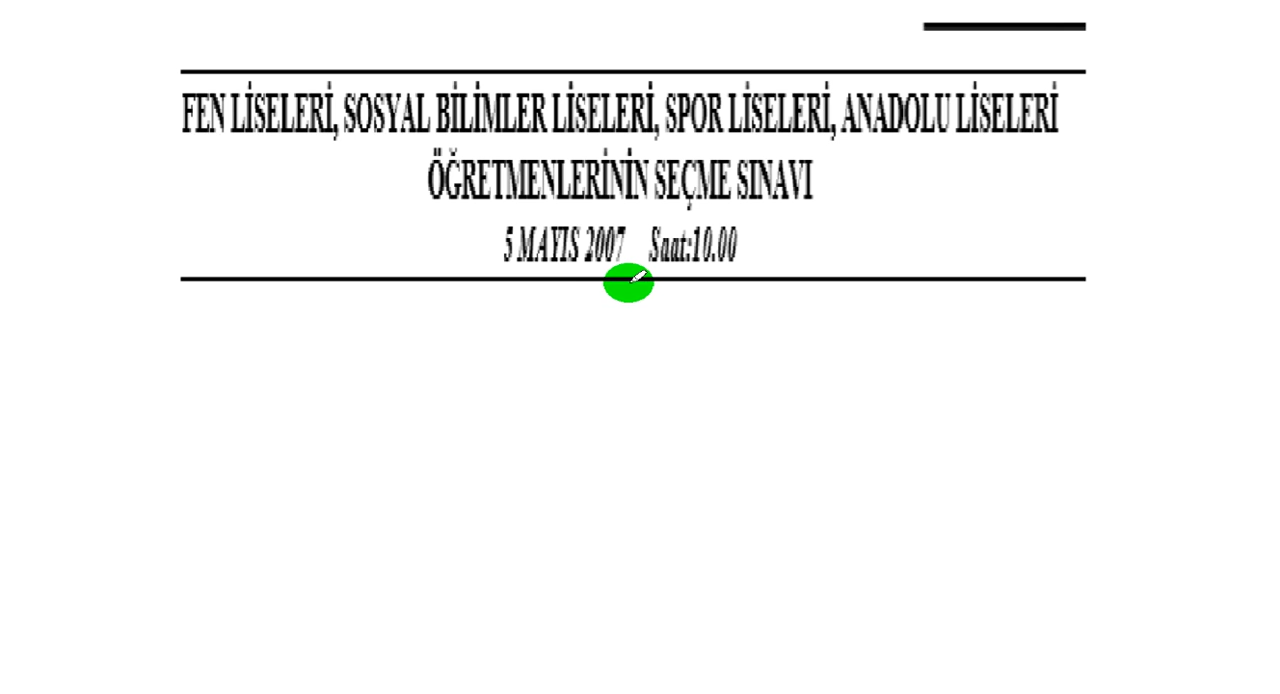 FEN LİSELERİ, SOSYAL BİLİMLER LİSELERİ, SPOR LİSELERİ, ANADOLU LİSELERİ
ÖĞRETMENLERİNİN SEÇME SINAVI
5 MAYIS 2007 Saat:10.00